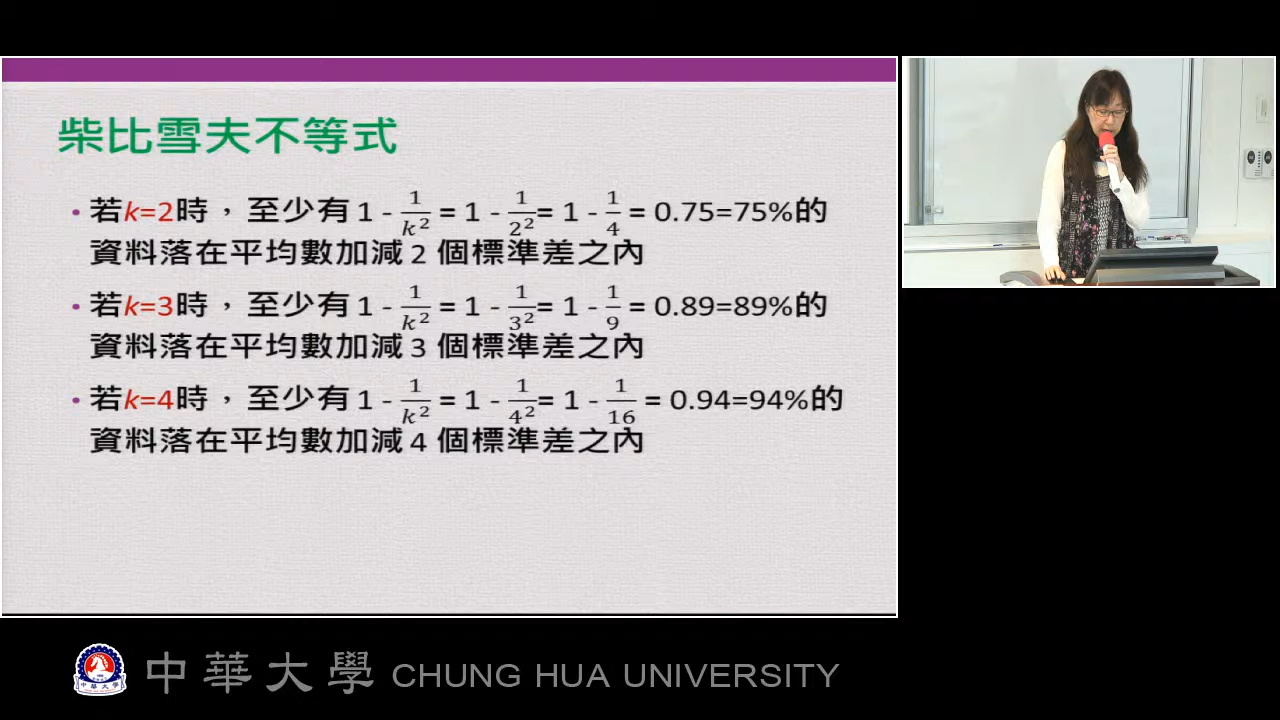 柴比雪夫不等式
• 若k=2時，至少有 1 - 1/k² = 1 - 1/2² = 1 - 1/4 = 0.75=75%的
資料落在平均數加減 2 個標準差之內
• 若k=3時，至少有 1 - 1/k² = 1 - 1/3² = 1 - 1/9 = 0.89=89%的
資料落在平均數加減 3 個標準差之內
• 若k=4時，至少有 1 - 1/k² = 1 - 1/4² = 1 - 1/16 = 0.94=94%的
資料落在平均數加減 4 個標準差之內
中華大學 CHUNG HUA UNIVERSITY